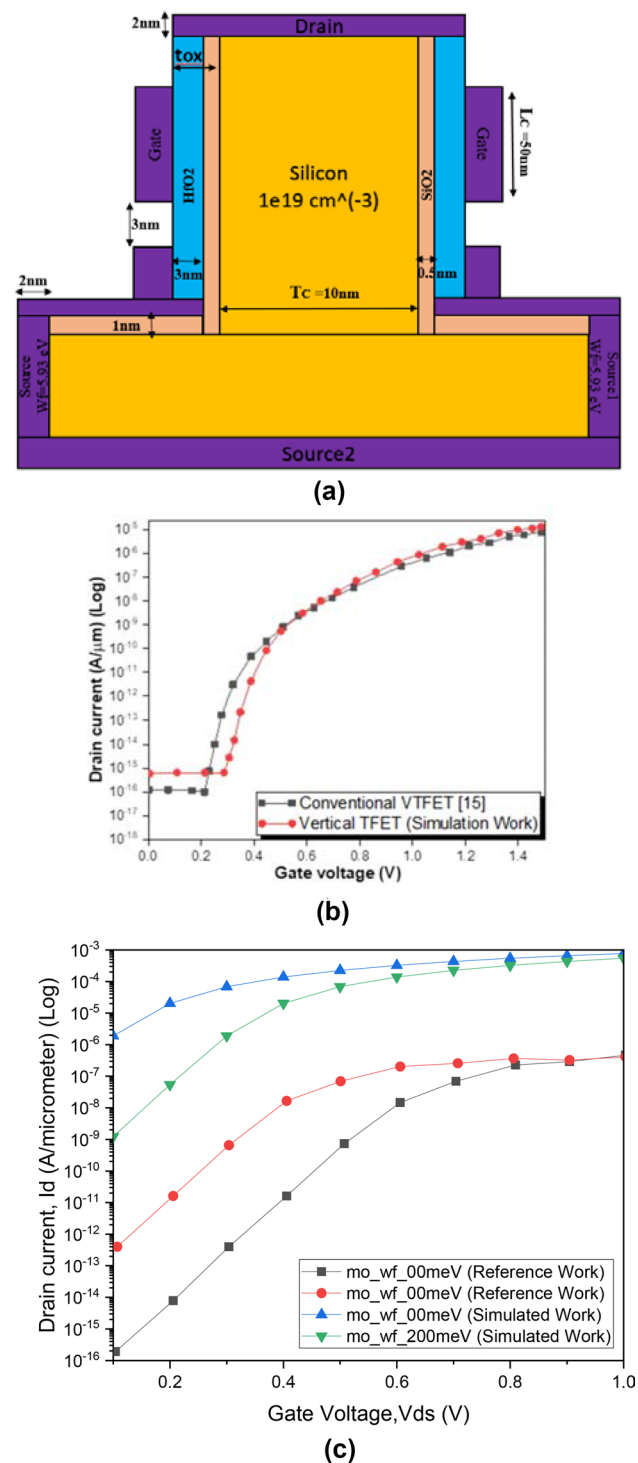 2nm
Drain
tox
Gate
HfO2
Silicon
1e19 cm^(-3)
SiO2
Gate
LC =50nm
3nm
3nm
0.5nm
2nm
TC =10nm
1nm
Source
Wf=5.93 eV
Source1
Wf=5.93 eV
Source2
(a)
Drain current (A/μm) (Log)
10^-5
10^-6
10^-7
10^-8
10^-9
10^-10
10^-11
10^-12
10^-13
10^-14
10^-15
10^-16
10^-18
Conventional VTFET [15]
Vertical TFET (Simulation Work)
0.0 0.2 0.4 0.6 0.8 1.0 1.2 1.4
Gate voltage (V)
(b)
Drain current, Id (A/micrometer) (Log)
10^-3
10^-4
10^-5
10^-6
10^-7
10^-8
10^-9
10^-10
10^-11
10^-12
10^-13
10^-14
10^-15
10^-16
mo_wf_00meV (Reference Work)
mo_wf_00meV (Reference Work)
mo_wf_00meV (Simulated Work)
mo_wf_200meV (Simulated Work)
0.2 0.4 0.6 0.8 1.0
Gate Voltage,Vds (V)
(c)